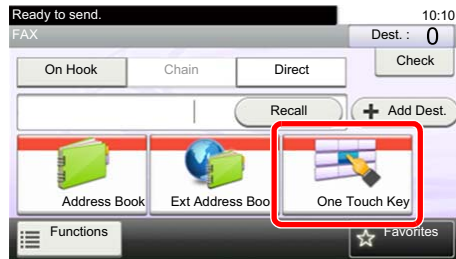 Ready to send.
10:10
FAX
Dest. : 0
On Hook
Chain
Direct
Check
Recall
Add Dest.
Address Book
Ext Address Boo
One Touch Key
Functions
Favorites